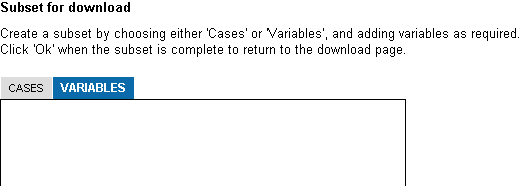 Subset for download
Create a subset by choosing either 'Cases' or 'Variables', and adding variables as required.
Click 'Ok' when the subset is complete to return to the download page.
CASES VARIABLES